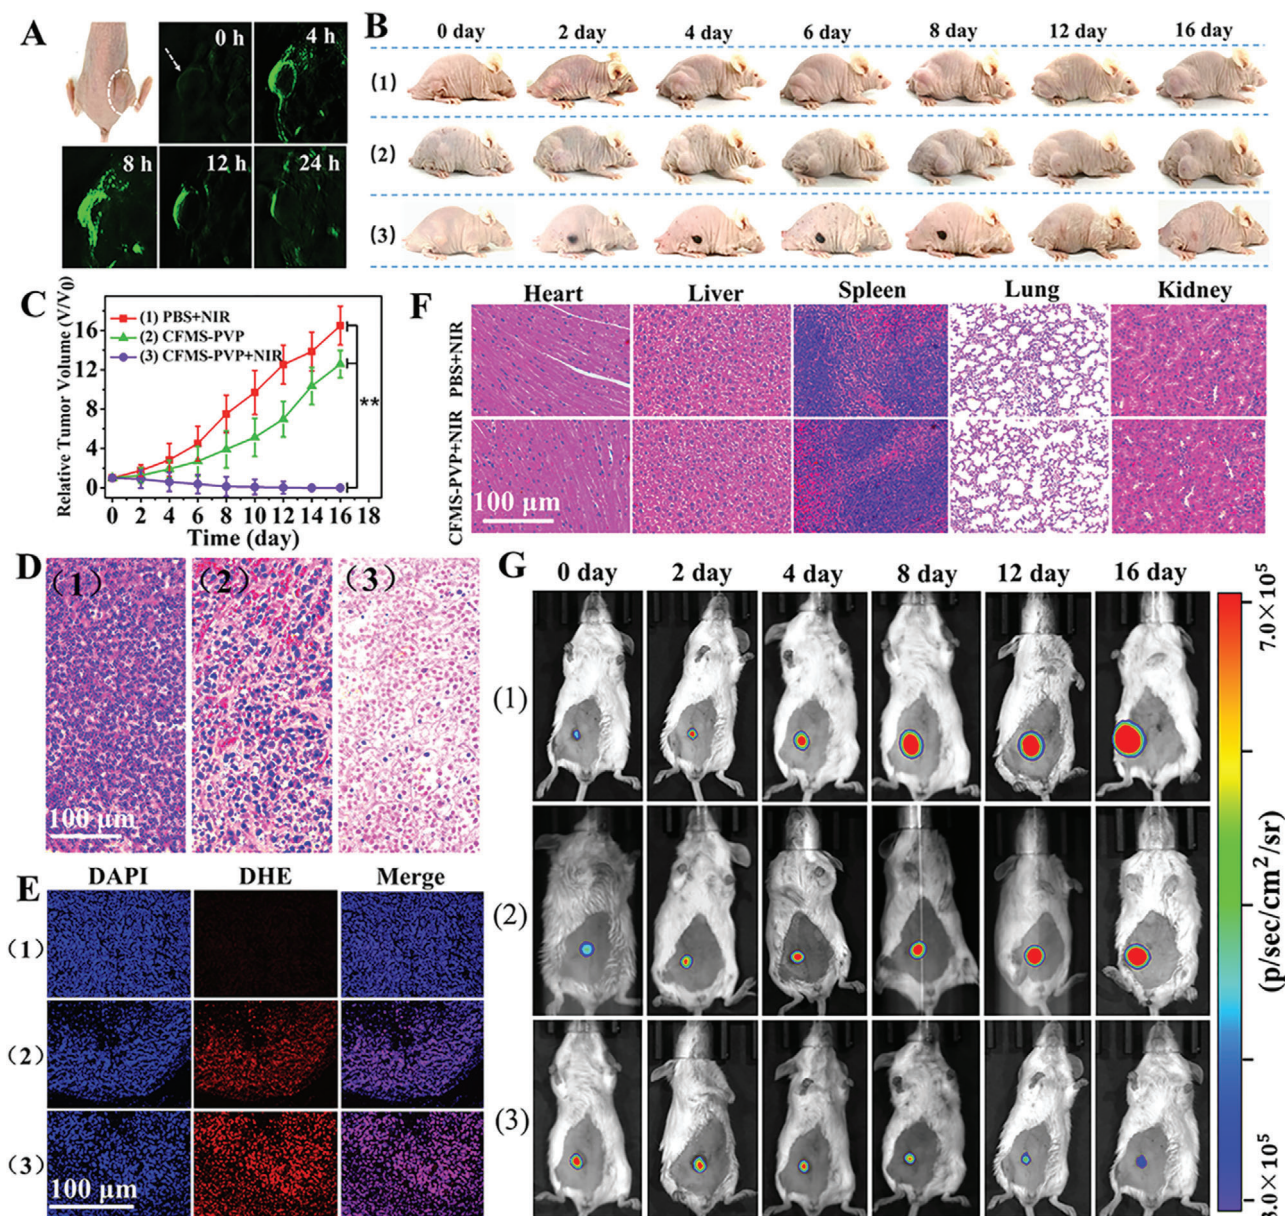 A
0 h
4 h
8 h
12 h
24 h
B
0 day
2 day
4 day
6 day
8 day
12 day
16 day
(1)
(2)
(3)
C
Relative Tumor Volume (V/V0)
16
12
8
4
0
(1) PBS+NIR
(2) CFMS-PVP
(3) CFMS-PVP+NIR
**
0 2 4 6 8 10 12 14 16 18
Time (day)
F
Heart
Liver
Spleen
Lung
Kidney
PBS+NIR
CFMS-PVP+NIR
100 μm
D
(1)
(2)
(3)
100 μm
E
DAPI
DHE
Merge
(1)
(2)
(3)
100 μm
G
0 day
2 day
4 day
8 day
12 day
16 day
(1)
(2)
(3)
7.0×10⁵
(p/sec/cm²/sr)
3.0×10⁵